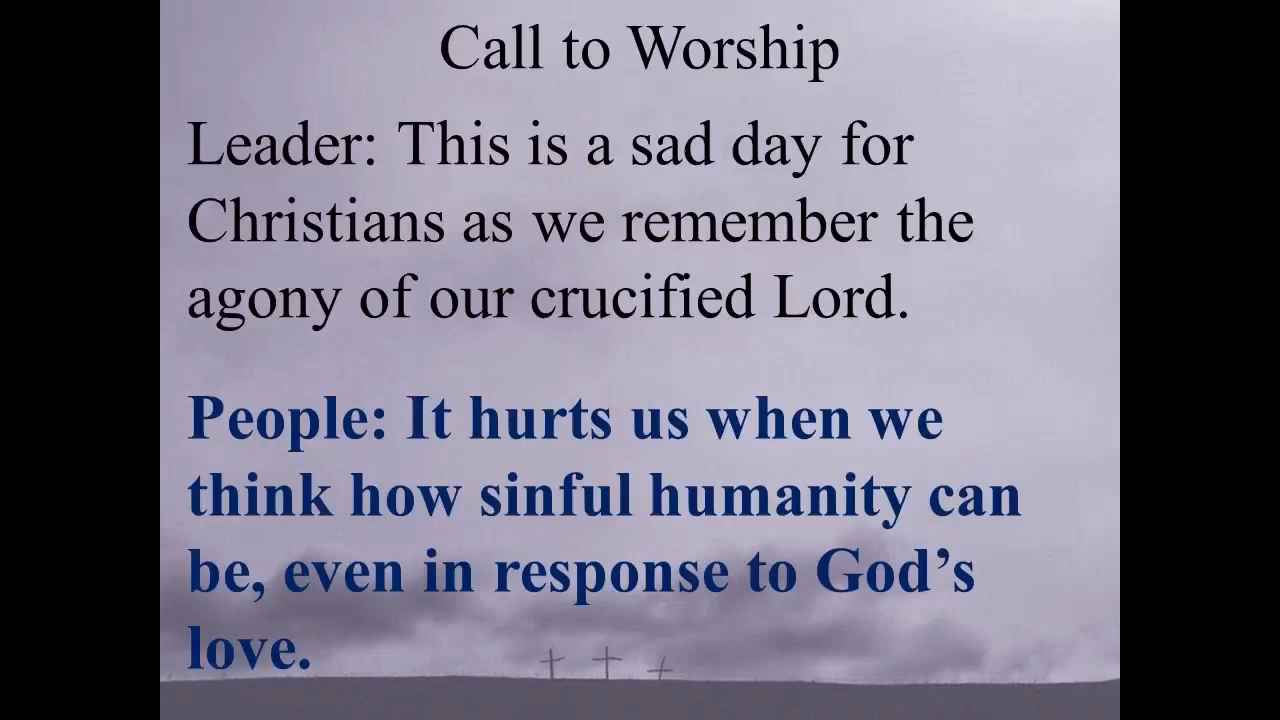 Call to Worship
Leader: This is a sad day for
Christians as we remember the
agony of our crucified Lord.
People: It hurts us when we
think how sinful humanity can
be, even in response to God’s
love.